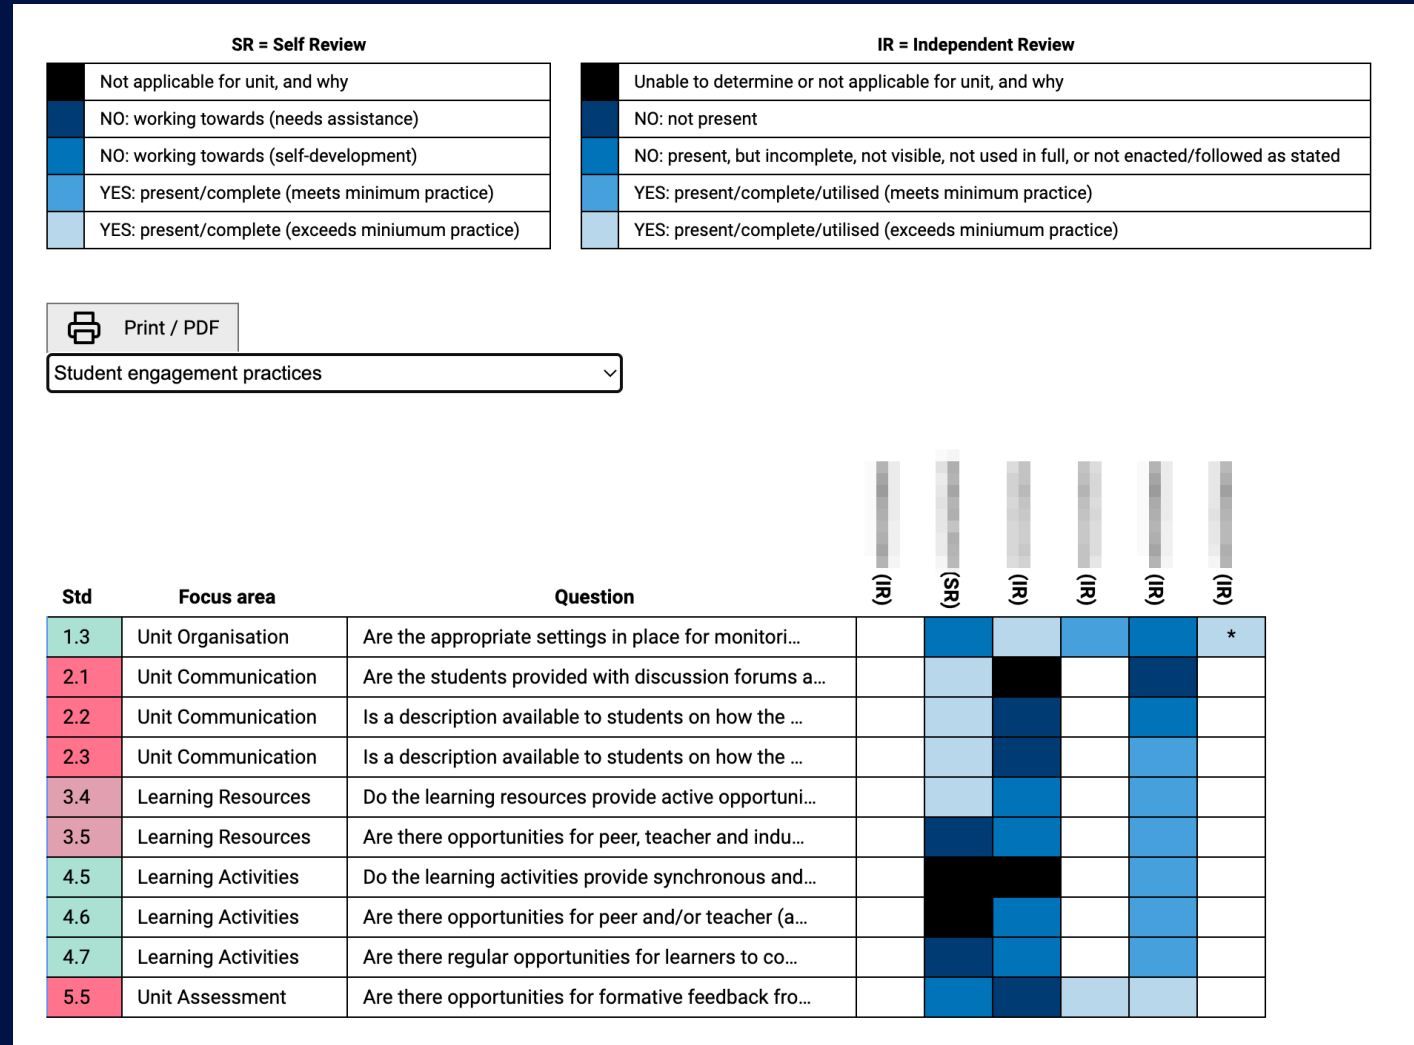 SR = Self Review
Not applicable for unit, and why
NO: working towards (needs assistance)
NO: working towards (self-development)
YES: present/complete (meets minimum practice)
YES: present/complete (exceeds miniumum practice)
IR = Independent Review
Unable to determine or not applicable for unit, and why
NO: not present
NO: present, but incomplete, not visible, not used in full, or not enacted/followed as stated
YES: present/complete/utilised (meets minimum practice)
YES: present/complete/utilised (exceeds miniumum practice)
Print / PDF
Student engagement practices
Std Focus area Question (IR) (SR) (IR) (IR) (IR) (IR)
1.3 Unit Organisation Are the appropriate settings in place for monitori... *
2.1 Unit Communication Are the students provided with discussion forums a...
2.2 Unit Communication Is a description available to students on how the ...
2.3 Unit Communication Is a description available to students on how the ...
3.4 Learning Resources Do the learning resources provide active opportuni...
3.5 Learning Resources Are there opportunities for peer, teacher and indu...
4.5 Learning Activities Do the learning activities provide synchronous and...
4.6 Learning Activities Are there opportunities for peer and/or teacher (a...
4.7 Learning Activities Are there regular opportunities for learners to co...
5.5 Unit Assessment Are there opportunities for formative feedback fro...